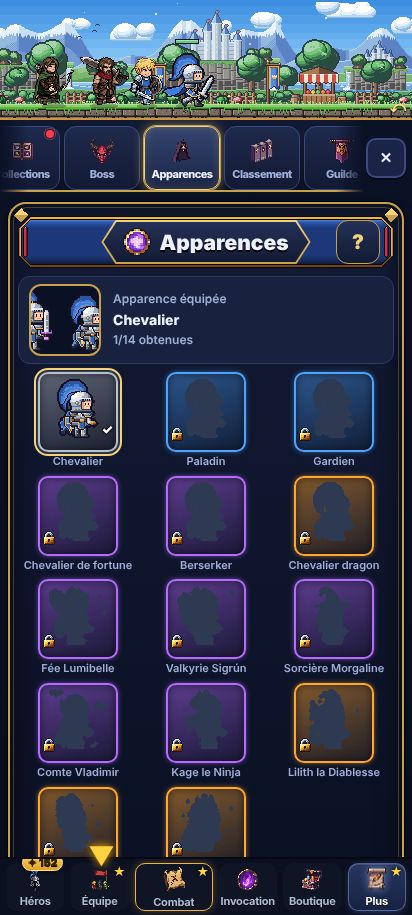 ollections
Boss
Apparences
Classement
Guilde
×
Apparences
?
Apparence équipée
Chevalier
1/14 obtenues
Chevalier
Paladin
Gardien
Chevalier de fortune
Berserker
Chevalier dragon
Fée Lumibelle
Valkyrie Sigrún
Sorcière Morgaline
Comte Vladimir
Kage le Ninja
Lilith la Diablesse
Héros
Équipe
Combat
Invocation
Boutique
Plus